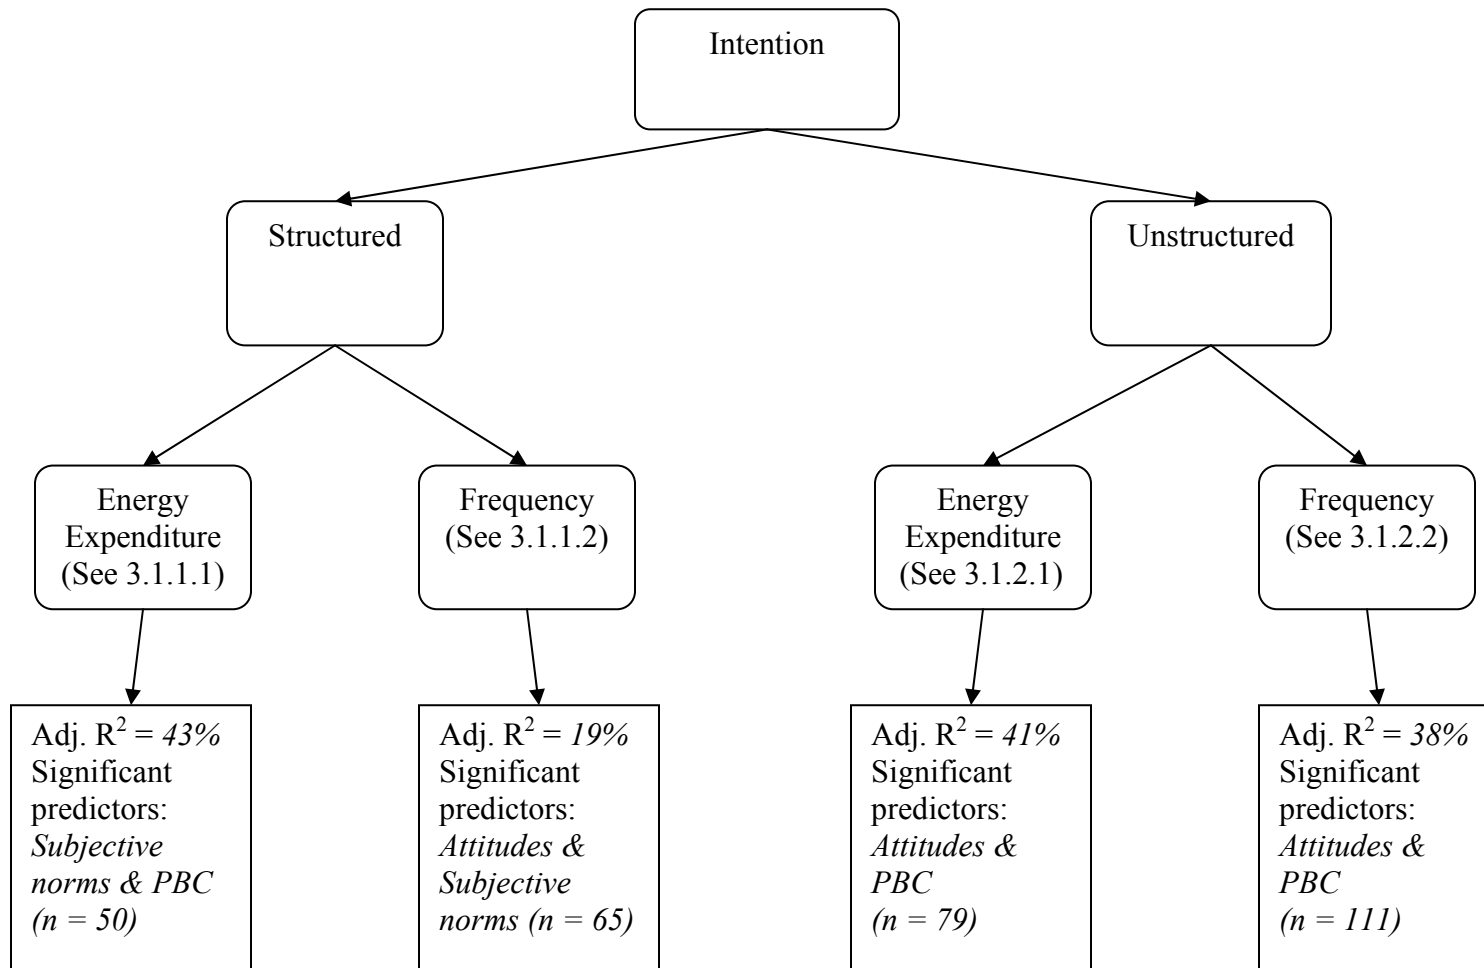 Intention
Structured
Unstructured
Energy
Expenditure
(See 3.1.1.1)
Frequency
(See 3.1.1.2)
Energy
Expenditure
(See 3.1.2.1)
Frequency
(See 3.1.2.2)
Adj. R² = 43%
Significant
predictors:
Subjective
norms & PBC
(n = 50)
Adj. R² = 19%
Significant
predictors:
Attitudes &
Subjective
norms (n = 65)
Adj. R² = 41%
Significant
predictors:
Attitudes &
PBC
(n = 79)
Adj. R² = 38%
Significant
predictors:
Attitudes &
PBC
(n = 111)